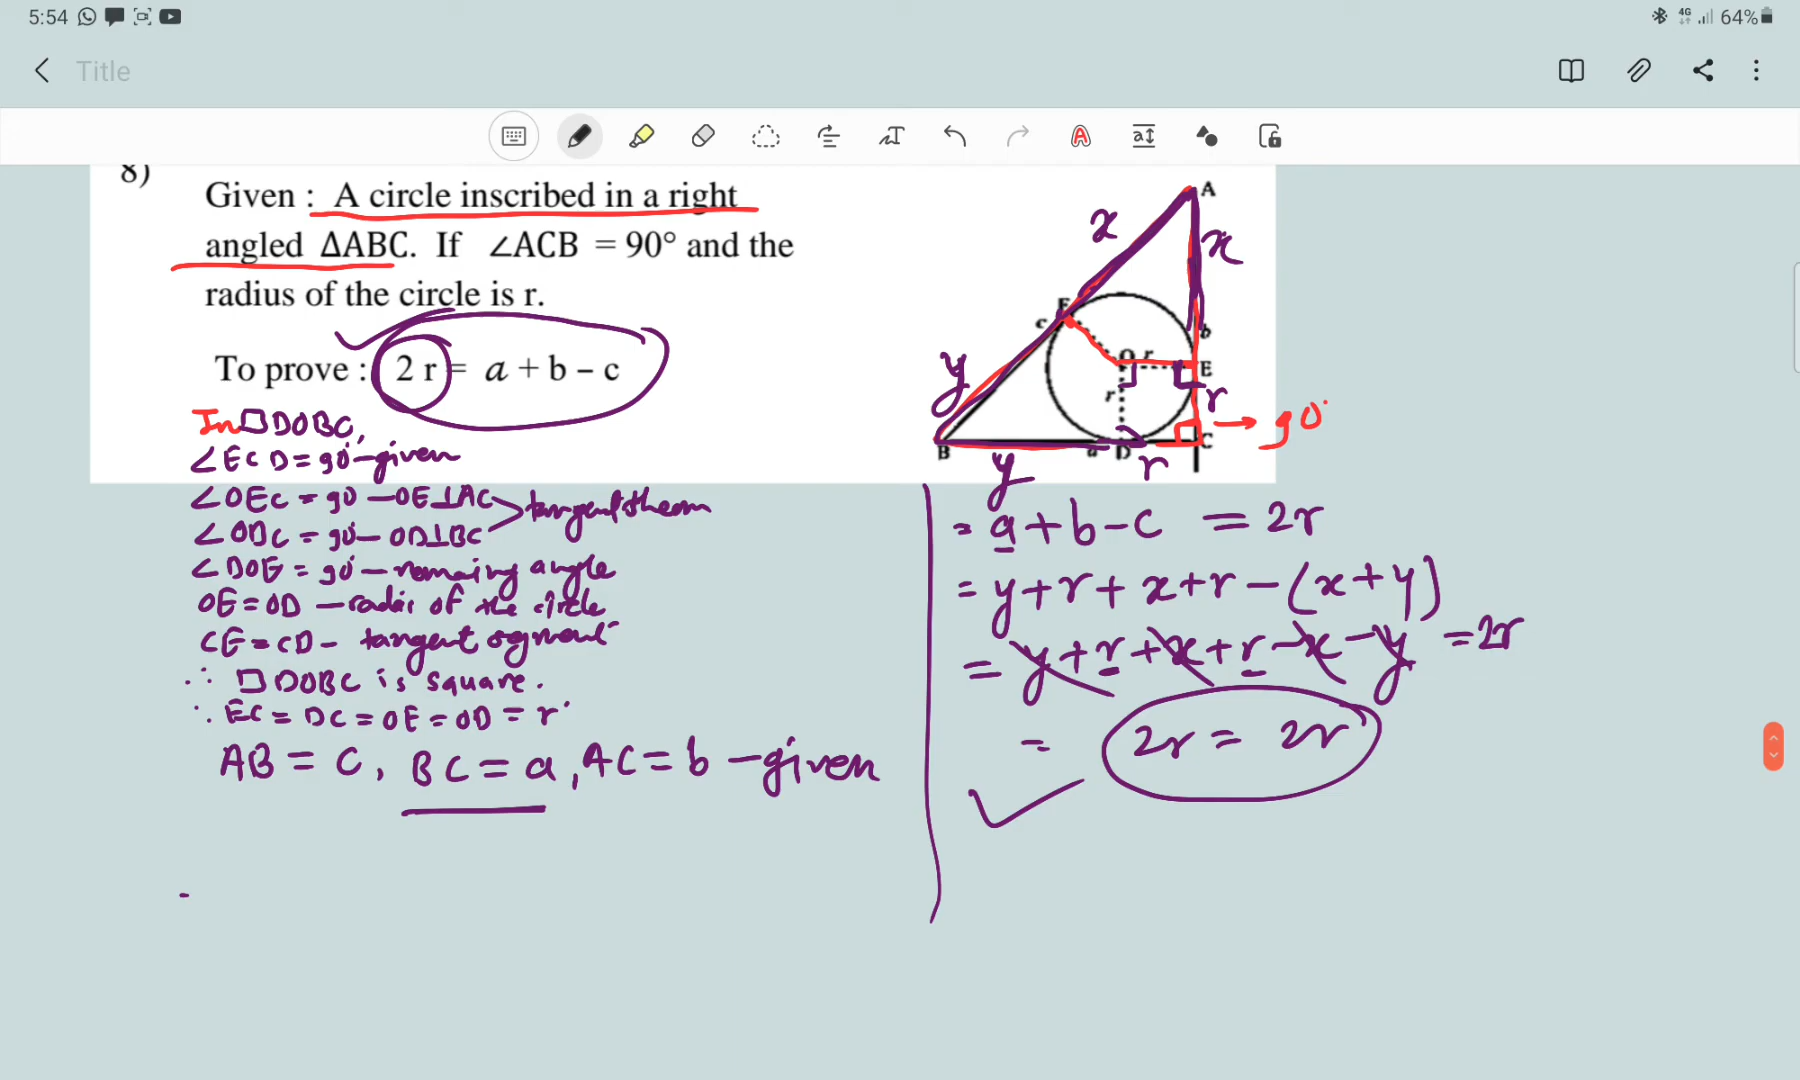 5:54
4G 64%
Title
8)
Given : A circle inscribed in a right
angled ΔABC. If ∠ACB = 90° and the
radius of the circle is r.
To prove : 2 r = a + b – c
In □DOBC,
∠ECD = 90° – given
∠OEC = 90 – OE⊥AC
tangent theom
∠ODC = 90° – OD⊥BC
∠DOE = 90° – remaing angle
OE = OD – radii of the circle
CE = CD – tangent segment
∴ □DOBC is square.
∴ EC = DC = OE = OD = r
AB = C, BC = a, AC = b – given
A
x
x
F
c
b
O r
E
y
r
r
→ 90°
C
B
a
D
y
r
= a + b – c = 2r
= y + r + x + r – (x + y)
= y + r + x + r – x – y = 2r
= 2r = 2r